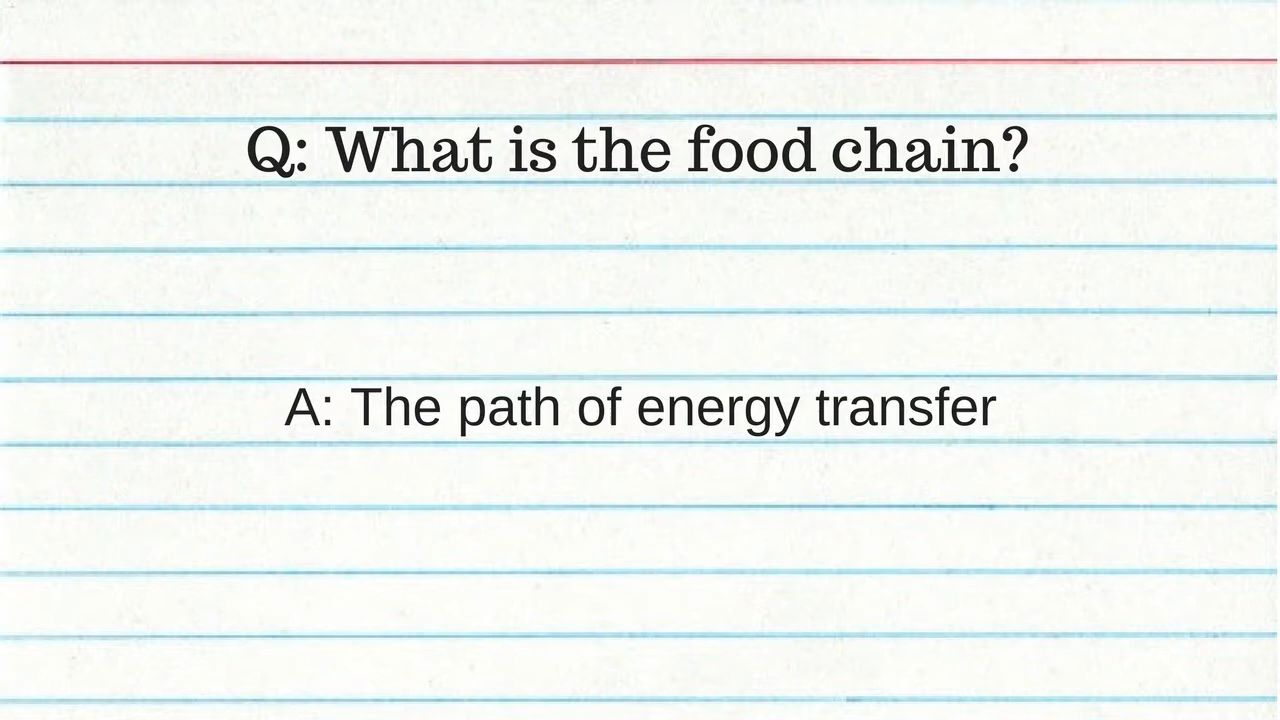 Q: What is the food chain?
A: The path of energy transfer